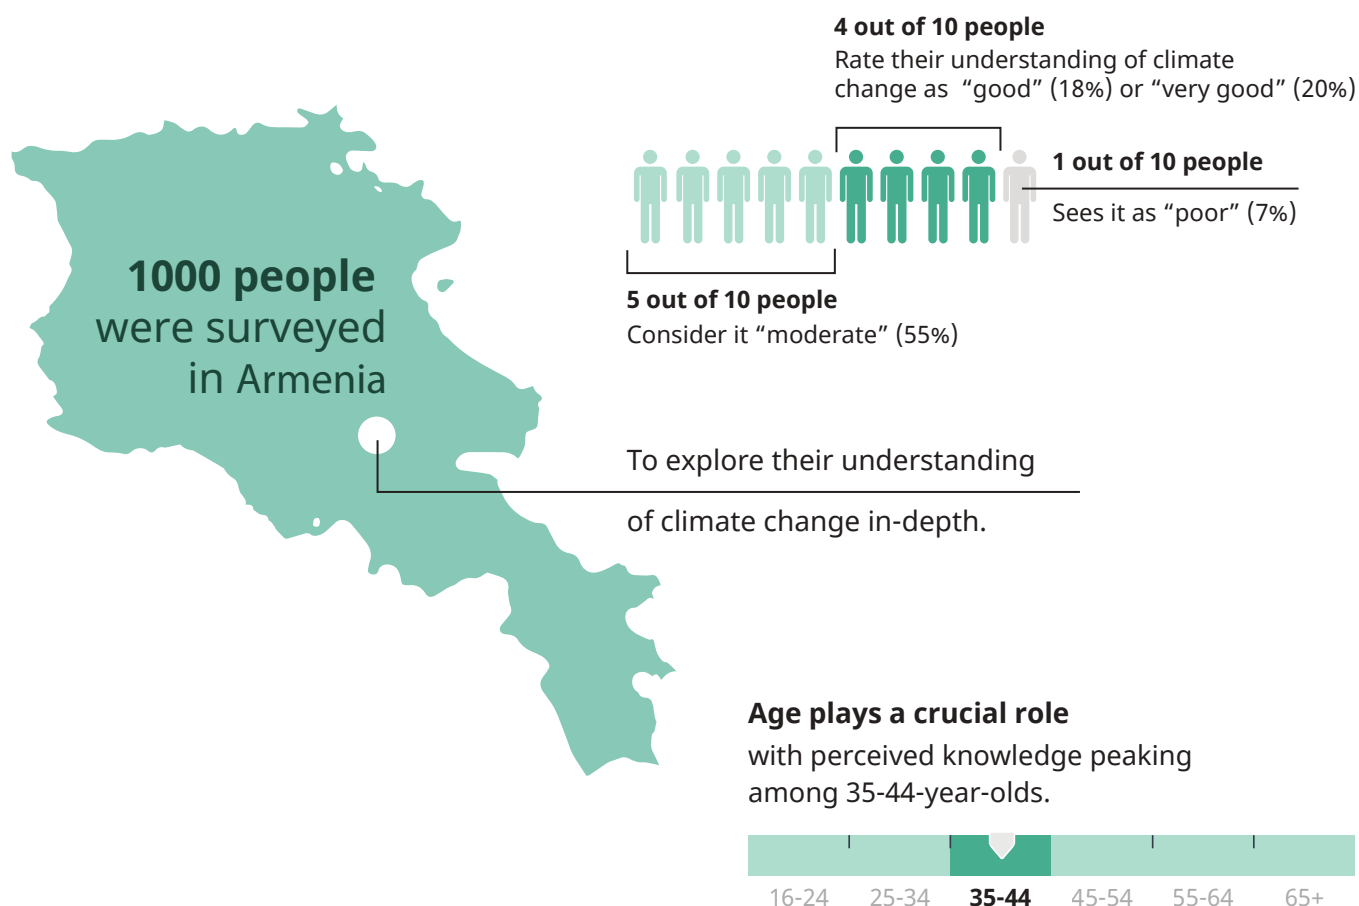 4 out of 10 people
Rate their understanding of climate
change as “good” (18%) or “very good” (20%)
1 out of 10 people
Sees it as “poor” (7%)
1000 people
were surveyed
in Armenia
5 out of 10 people
Consider it “moderate” (55%)
To explore their understanding
of climate change in-depth.
Age plays a crucial role
with perceived knowledge peaking
among 35-44-year-olds.
16-24 25-34 35-44 45-54 55-64 65+